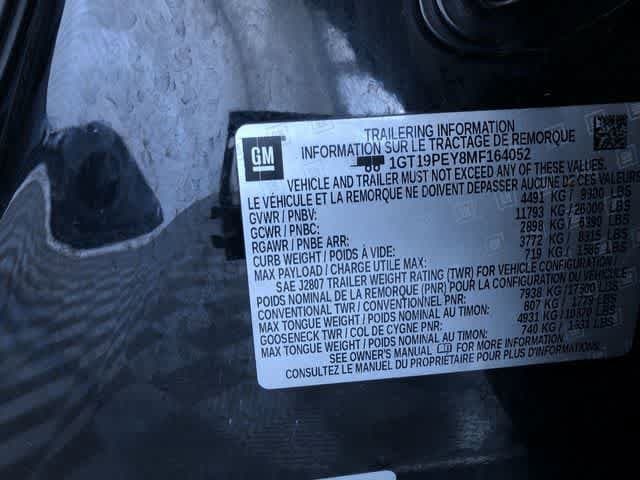 GM
TRAILERING INFORMATION
INFORMATION SUR LE TRACTAGE DE REMORQUE
1GT19PEY8MF164052
VEHICLE AND TRAILER MUST NOT EXCEED ANY OF THESE VALUES
LE VÉHICULE ET LA REMORQUE NE DOIVENT DÉPASSER AUCUNE DE CES VALEURS
GVWR / PNBV: 4491 KG / 9900 LBS
GCWR / PNBC: 11793 KG / 26000 LBS
RGAWR / PNBE ARR: 2898 KG / 6390 LBS
CURB WEIGHT / POIDS À VIDE: 3772 KG / 8315 LBS
MAX PAYLOAD / CHARGE UTILE MAX: 719 KG / 1585 LBS
SAE J2807 TRAILER WEIGHT RATING (TWR) FOR VEHICLE CONFIGURATION /
POIDS NOMINAL DE LA REMORQUE (PNR) POUR LA CONFIGURATION DU VÉHICULE
CONVENTIONAL TWR / CONVENTIONNEL PNR: 7938 KG / 17500 LBS
MAX TONGUE WEIGHT / POIDS NOMINAL AU TIMON: 807 KG / 1779 LBS
GOOSENECK TWR / COL DE CYGNE PNR: 4931 KG / 10870 LBS
MAX TONGUE WEIGHT / POIDS NOMINAL AU TIMON: 740 KG / 1631 LBS
SEE OWNER'S MANUAL FOR MORE INFORMATION
CONSULTEZ LE MANUEL DU PROPRIÉTAIRE POUR PLUS D'INFORMATION